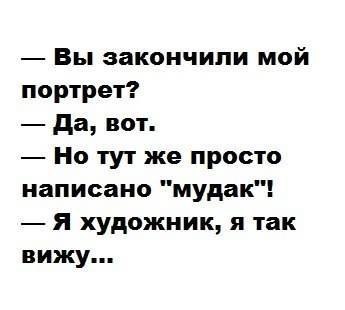 — Вы закончили мой
портрет?
— Да, вот.
— Но тут же просто
написано "мудак"!
— Я художник, я так
вижу...